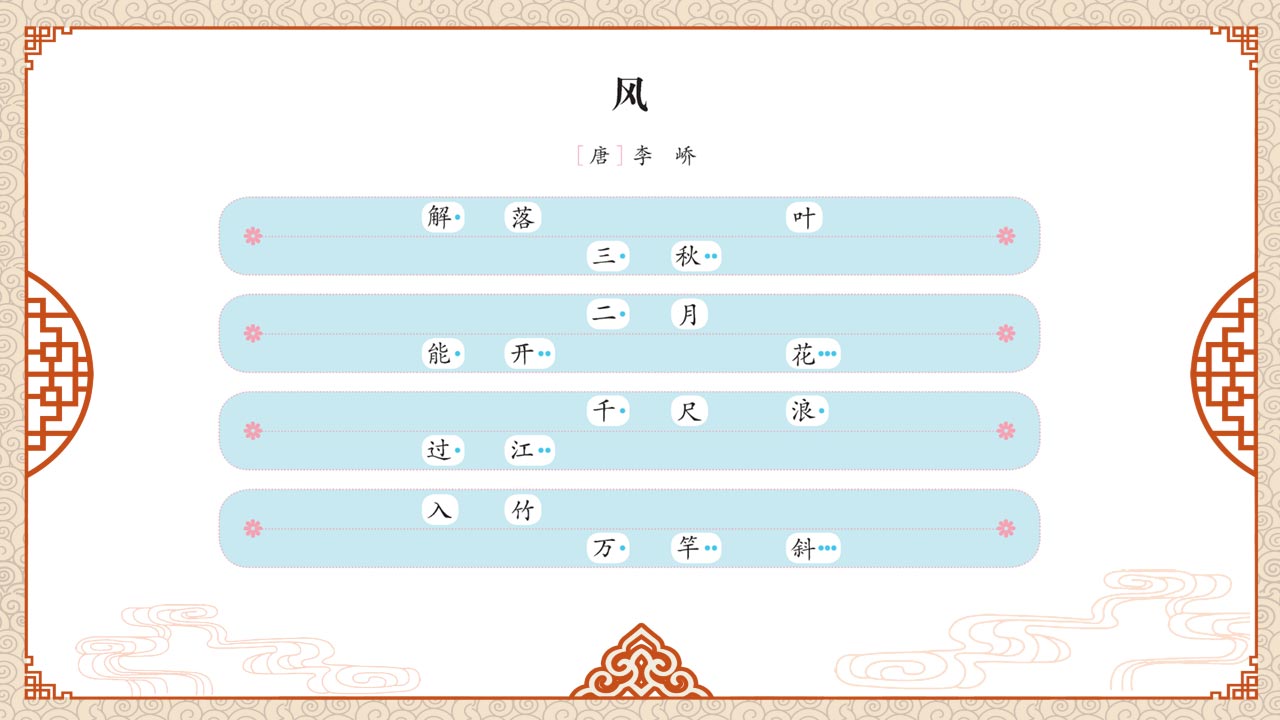 风
[唐]李 峤
解落三秋叶
能开二月花
过江千尺浪
入竹万竿斜